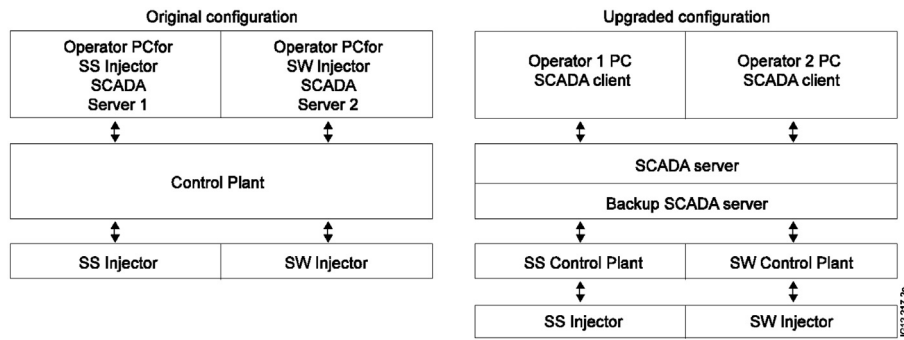 Original configuration
Operator PCfor
SS Injector
SCADA
Server 1
Operator PCfor
SW Injector
SCADA
Server 2
Control Plant
SS Injector
SW Injector
Upgraded configuration
Operator 1 PC
SCADA client
Operator 2 PC
SCADA client
SCADA server
Backup SCADA server
SS Control Plant
SW Control Plant
SS Injector
SW Injector